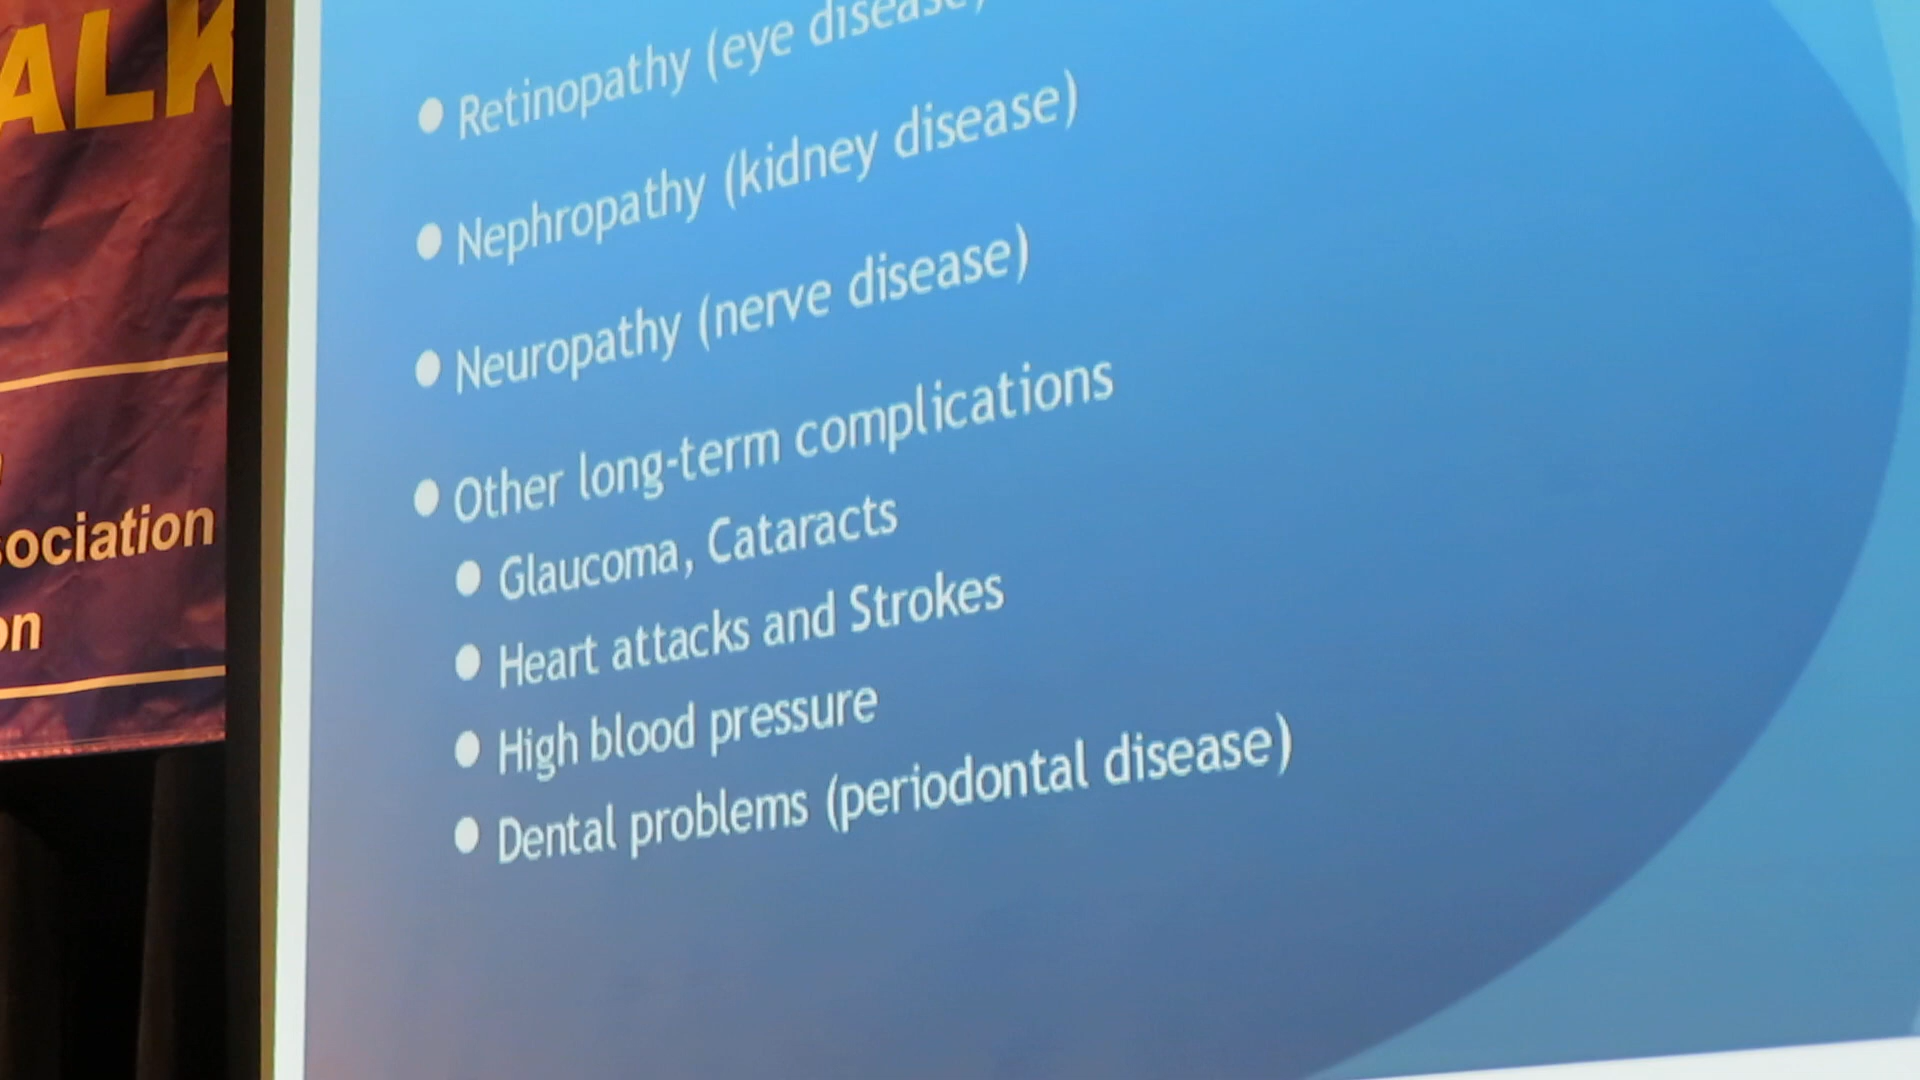 ALK
ociation
on
Retinopathy (eye disease)
Nephropathy (kidney disease)
Neuropathy (nerve disease)
Other long-term complications
Glaucoma, Cataracts
Heart attacks and Strokes
High blood pressure
Dental problems (periodontal disease)